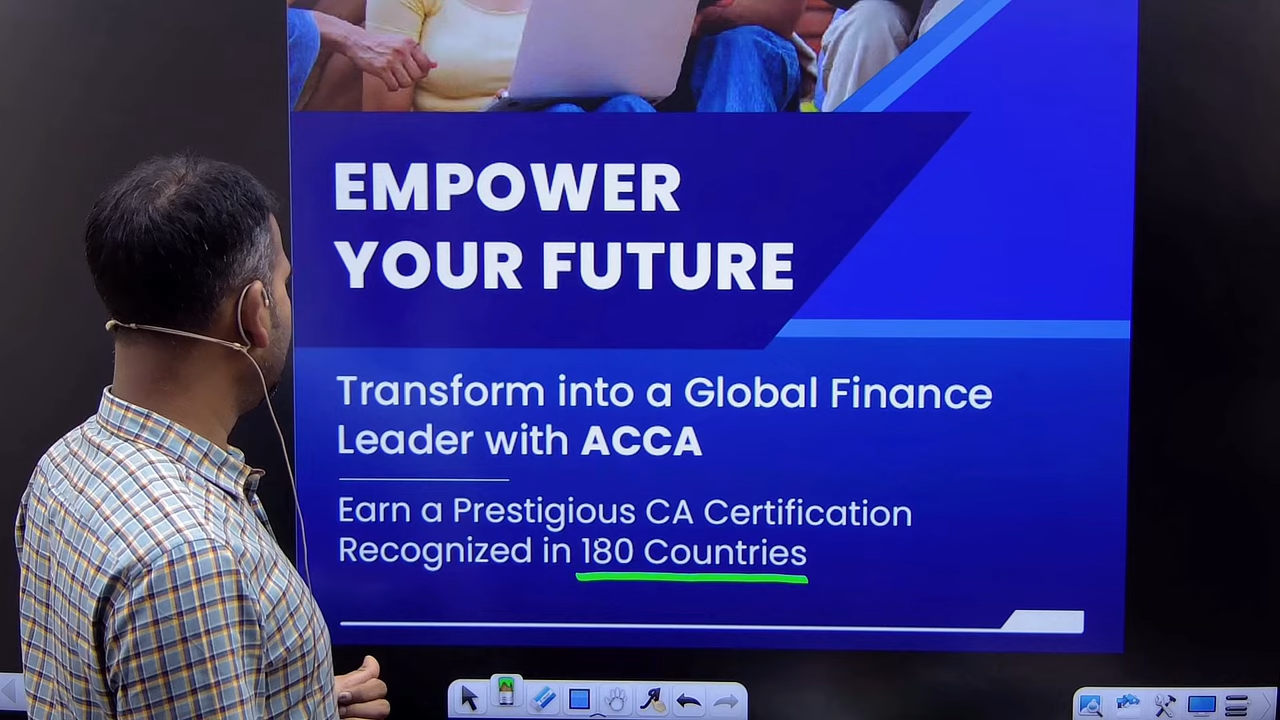 EMPOWER
YOUR FUTURE
Transform into a Global Finance
Leader with ACCA
Earn a Prestigious CA Certification
Recognized in 180 Countries